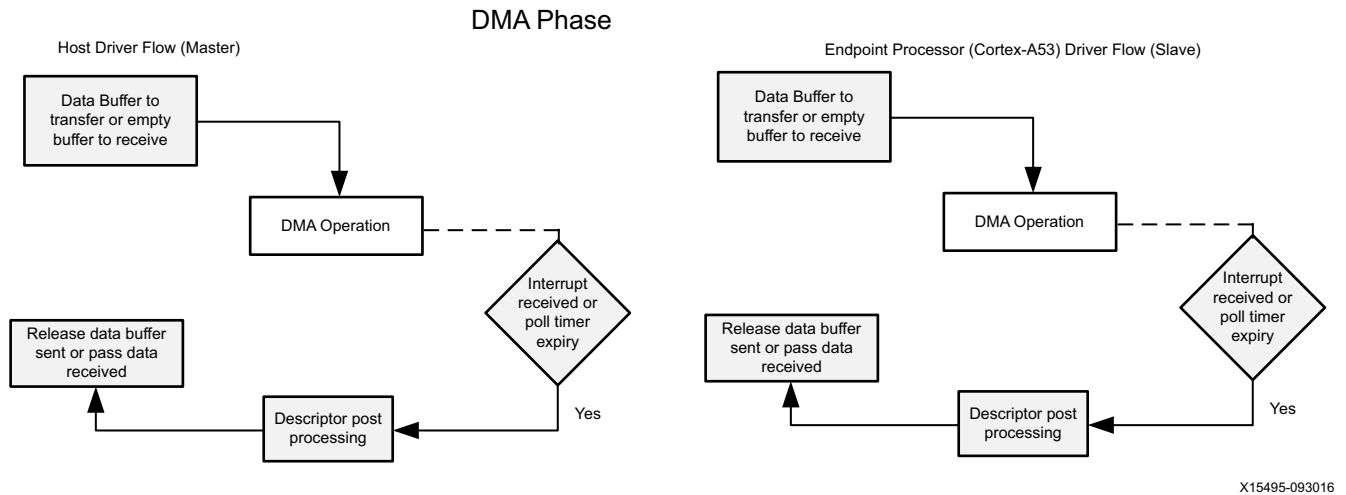 DMA Phase
Host Driver Flow (Master)
Data Buffer to
transfer or empty
buffer to receive
DMA Operation
Interrupt
received or
poll timer
expiry
Yes
Descriptor post
processing
Release data buffer
sent or pass data
received
Endpoint Processor (Cortex-A53) Driver Flow (Slave)
Data Buffer to
transfer or empty
buffer to receive
DMA Operation
Interrupt
received or
poll timer
expiry
Yes
Descriptor post
processing
Release data buffer
sent or pass data
received
X15495-093016